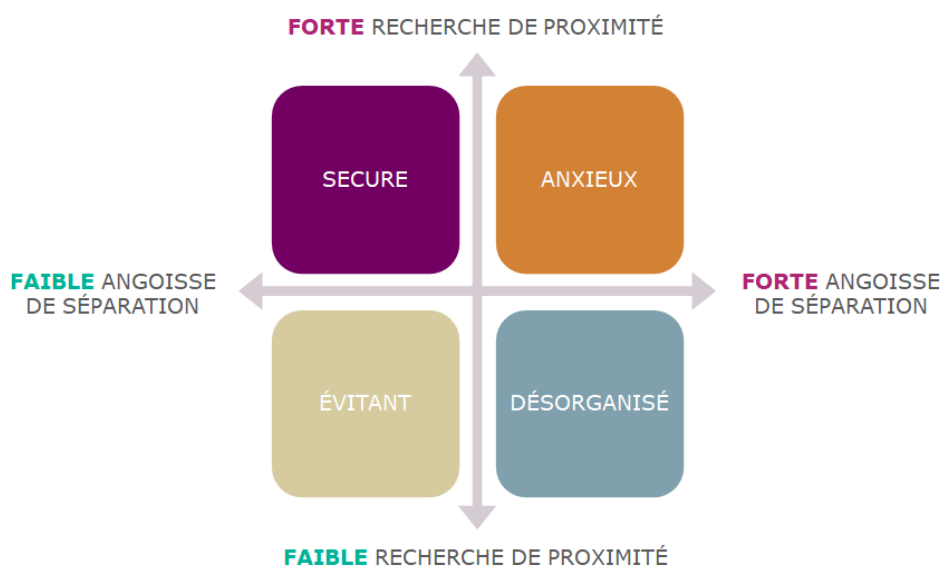 FORTE RECHERCHE DE PROXIMITÉ
SECURE
ANXIEUX
FAIBLE ANGOISSE
DE SÉPARATION
FORTE ANGOISSE
DE SÉPARATION
ÉVITANT
DÉSORGANISÉ
FAIBLE RECHERCHE DE PROXIMITÉ